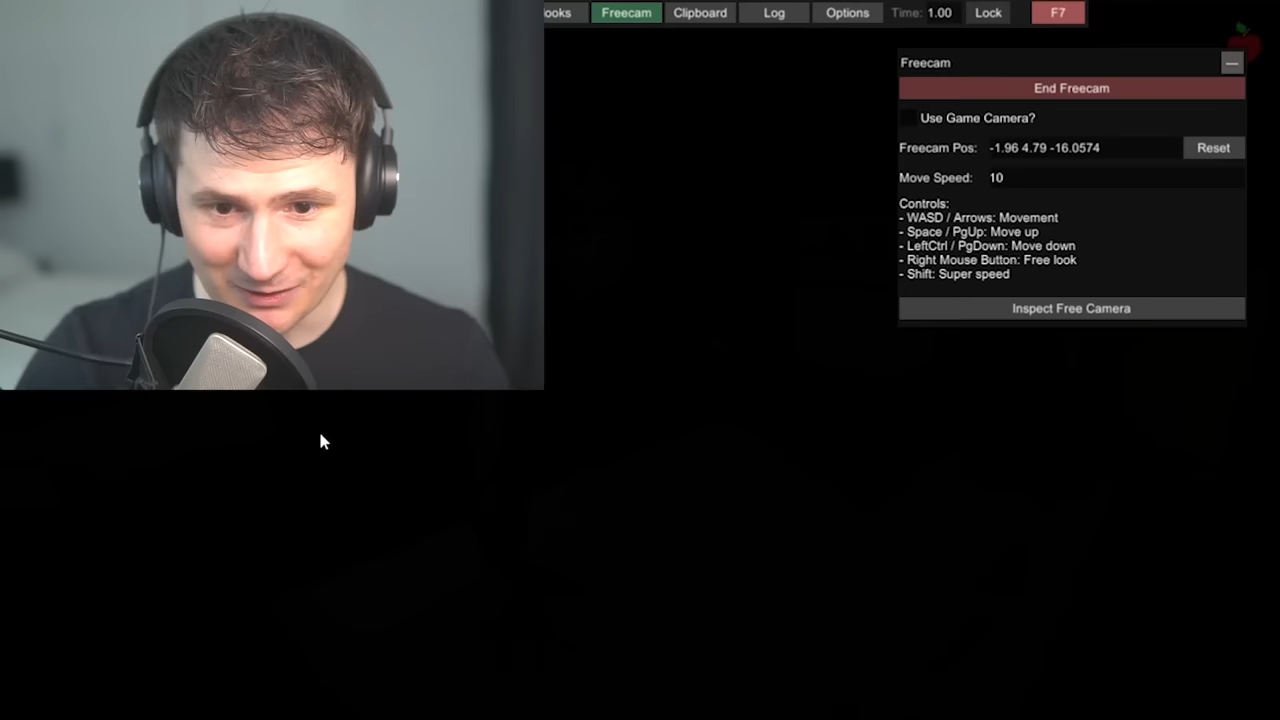 ooks Freecam Clipboard Log Options Time: 1.00 Lock F7
Freecam —
End Freecam
Use Game Camera?
Freecam Pos: -1.96 4.79 -16.0574 Reset
Move Speed: 10
Controls:
- WASD / Arrows: Movement
- Space / PgUp: Move up
- LeftCtrl / PgDown: Move down
- Right Mouse Button: Free look
- Shift: Super speed
Inspect Free Camera